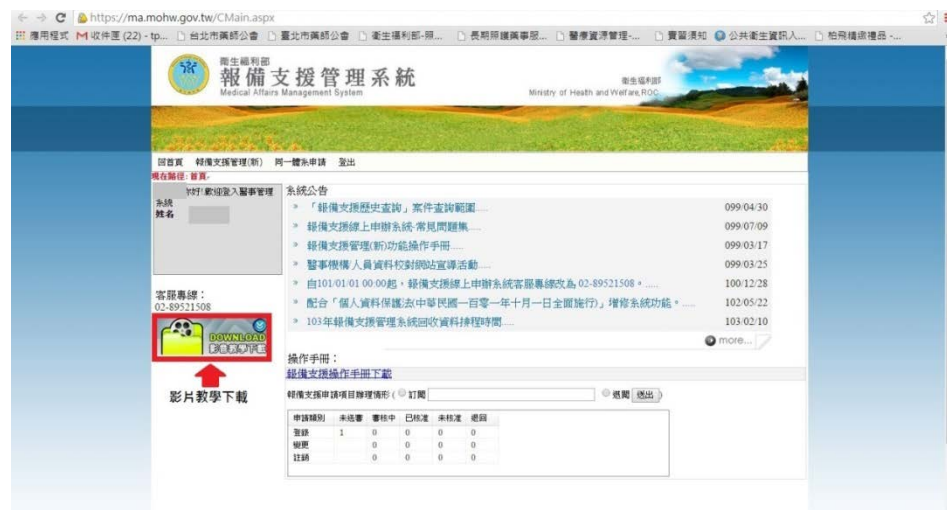 https://ma.mohw.gov.tw/CMain.aspx
應用程式 收件匣 (22) - tp... 台北市藥師公會 臺北市藥師公會 衛生福利部-照... 長期照護藥事服... 醫療資源管理-... 實習須知 公共衛生資訊人... 柏飛精緻禮品 -...
衛生福利部
報備支援管理系統
Medical Affairs Management System
衛生福利部
Ministry of Health and Welfare,ROC
回首頁 報備支援管理(新) 同一體系申請 登出
現在路徑: 首頁-
你好!歡迎登入醫事管理
系統
姓名
系統公告
» 「報備支援歷史查詢」案件查詢範圍..... 099/04/30
» 報備支援線上申辦系統-常見問題集..... 099/07/09
» 報備支援管理(新)功能操作手冊..... 099/03/17
» 醫事機構/人員資料校對網站宣導活動..... 099/03/25
» 自101/01/01 00:00起,報備支援線上申辦系統客服專線改為 02-89521508。..... 100/12/28
» 配合「個人資料保護法(中華民國一百零一年十月一日全面施行)」增修系統功能。..... 102/05/22
» 103年報備支援管理系統回收資料排程時間..... 103/02/10
more...
客服專線:
02-89521508
DOWNLOAD
影音教學下載
影片教學下載
操作手冊:
報備支援操作手冊下載
報備支援申請項目辦理情形 ( 訂閱 退閱 送出 )
申請類別 未送審 審核中 已核准 未核准 退回
登錄 1 0 0 0 0
變更 0 0 0 0
註銷 0 0 0 0